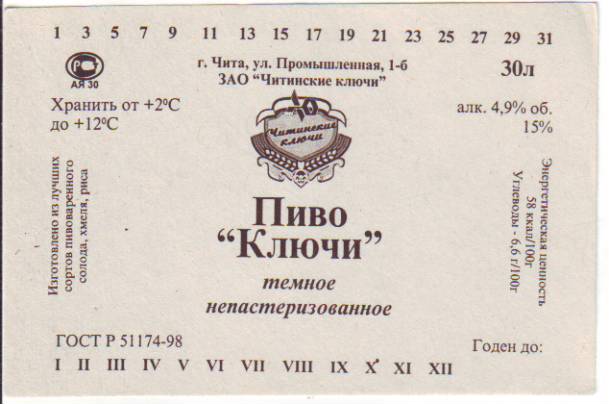 1 3 5 7 9 11 13 15 17 19 21 23 25 27 29 31
АЯ 30
г. Чита, ул. Промышленная, 1-б
ЗАО “Читинские ключи”
30л
Хранить от +2ºС
до +12ºС
алк. 4,9% об.
15%
Читинские
ключи
Изготовлено из лучших
сортов пивоваренного
солода, хмеля, риса
Пиво
“Ключи”
темное
непастеризованное
Энергетическая ценность
58 ккал/100г
Углеводы - 6,6 г/100г
ГОСТ Р 51174-98
Годен до:
I II III IV V VI VII VIII IX X XI XII